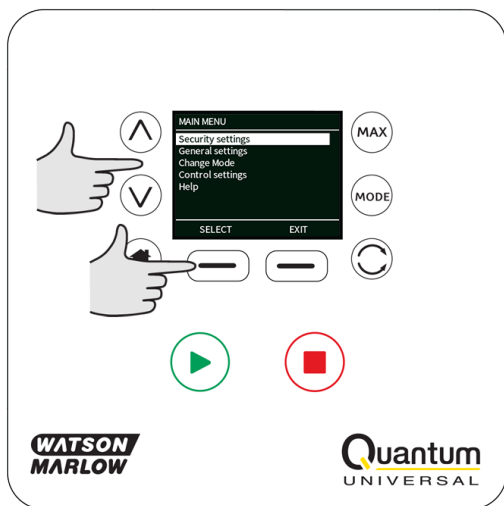 MAIN MENU
Security settings
General settings
Change Mode
Control settings
Help
SELECT EXIT
MAX
MODE
WATSON
MARLOW
Quantum
UNIVERSAL